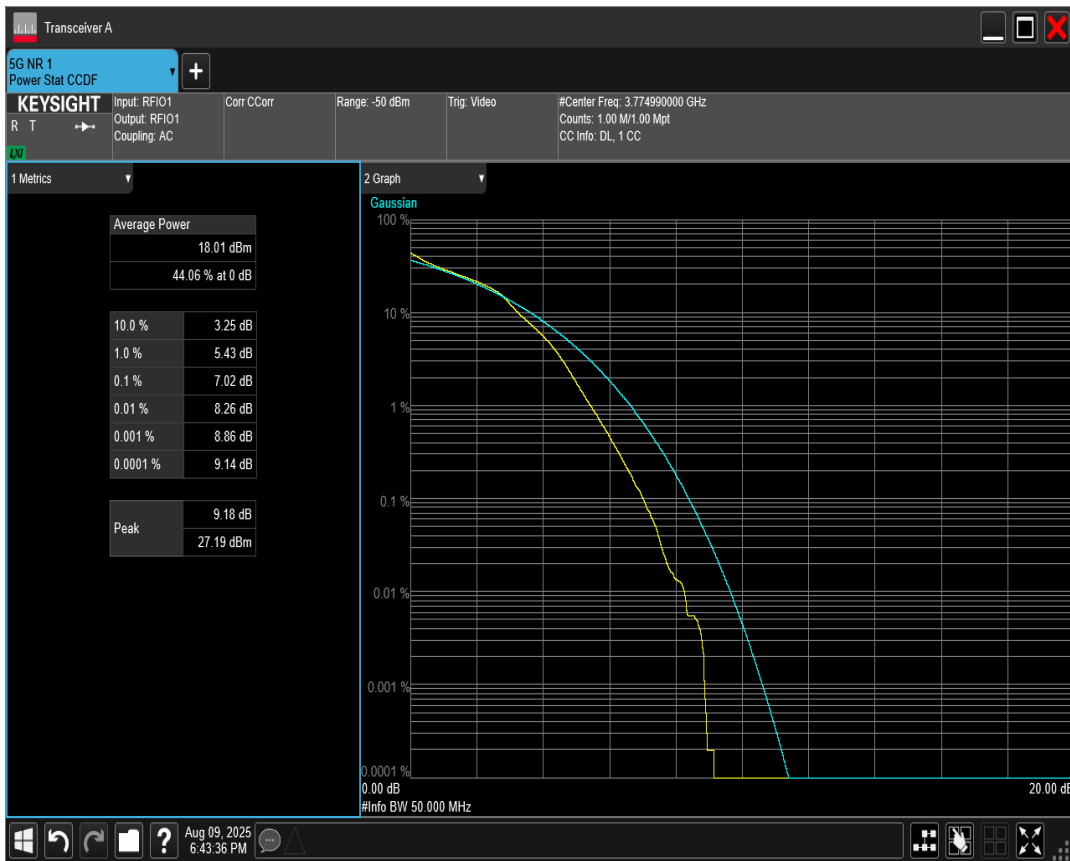 Transceiver A
5G NR 1
Power Stat CCDF
+
KEYSIGHT
R T
LXI
Input: RFIO1
Output: RFIO1
Coupling: AC
Corr CCorr
Range: -50 dBm
Trig: Video
#Center Freq: 3.774990000 GHz
Counts: 1.00 M/1.00 Mpt
CC Info: DL, 1 CC
1 Metrics
Average Power
18.01 dBm
44.06 % at 0 dB
10.0 % 3.25 dB
1.0 % 5.43 dB
0.1 % 7.02 dB
0.01 % 8.26 dB
0.001 % 8.86 dB
0.0001 % 9.14 dB
Peak
9.18 dB
27.19 dBm
2 Graph
Gaussian
100 %
10 %
1 %
0.1 %
0.01 %
0.001 %
0.0001 %
0.00 dB
20.00 dB
#Info BW 50.000 MHz
?
Aug 09, 2025
6:43:36 PM